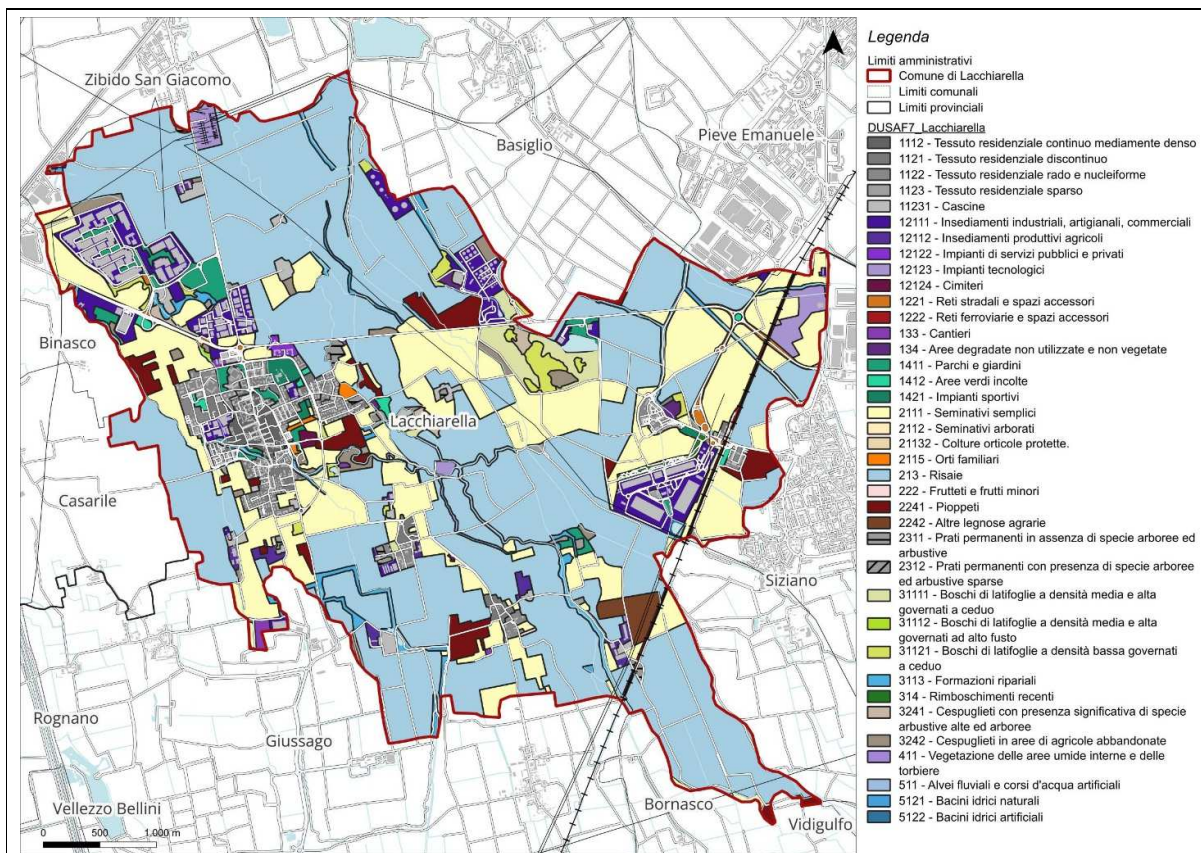 Zibido San Giacomo
Basiglio
Pieve Emanuele
Binasco
Lacchiarella
Casarile
Siziano
Rognano
Giussago
Vellezzo Bellini
Bornasco
Vidigulfo
0 500 1.000 m
Legenda
Limiti amministrativi
Comune di Lacchiarella
Limiti comunali
Limiti provinciali
DUSAF7_Lacchiarella
1112 - Tessuto residenziale continuo mediamente denso
1121 - Tessuto residenziale discontinuo
1122 - Tessuto residenziale rado e nucleiforme
1123 - Tessuto residenziale sparso
11231 - Cascine
12111 - Insediamenti industriali, artigianali, commerciali
12112 - Insediamenti produttivi agricoli
12122 - Impianti di servizi pubblici e privati
12123 - Impianti tecnologici
12124 - Cimiteri
1221 - Reti stradali e spazi accessori
1222 - Reti ferroviarie e spazi accessori
133 - Cantieri
134 - Aree degradate non utilizzate e non vegetate
1411 - Parchi e giardini
1412 - Aree verdi incolte
1421 - Impianti sportivi
2111 - Seminativi semplici
2112 - Seminativi arborati
21132 - Colture orticole protette.
2115 - Orti familiari
213 - Risaie
222 - Frutteti e frutti minori
2241 - Pioppeti
2242 - Altre legnose agrarie
2311 - Prati permanenti in assenza di specie arboree ed
arbustive
2312 - Prati permanenti con presenza di specie arboree
ed arbustive sparse
31111 - Boschi di latifoglie a densità media e alta
governati a ceduo
31112 - Boschi di latifoglie a densità media e alta
governati ad alto fusto
31121 - Boschi di latifoglie a densità bassa governati
a ceduo
3113 - Formazioni ripariali
314 - Rimboschimenti recenti
3241 - Cespuglieti con presenza significativa di specie
arbustive alte ed arboree
3242 - Cespuglieti in aree di agricole abbandonate
411 - Vegetazione delle aree umide interne e delle
torbiere
511 - Alvei fluviali e corsi d'acqua artificiali
5121 - Bacini idrici naturali
5122 - Bacini idrici artificiali